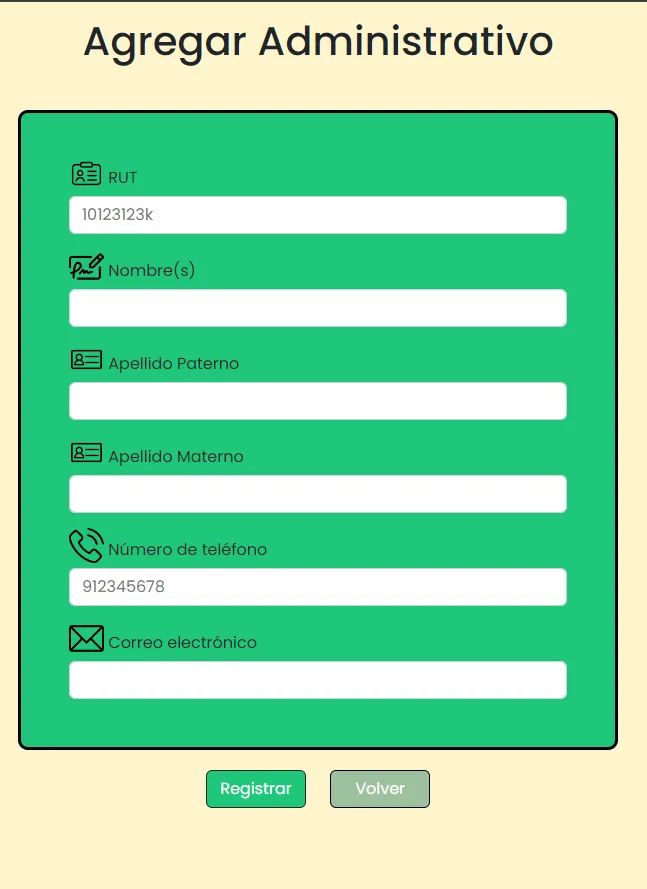 Agregar Administrativo
RUT
10123123k
Nombre(s)
Apellido Paterno
Apellido Materno
Número de teléfono
912345678
Correo electrónico
Registrar
Volver